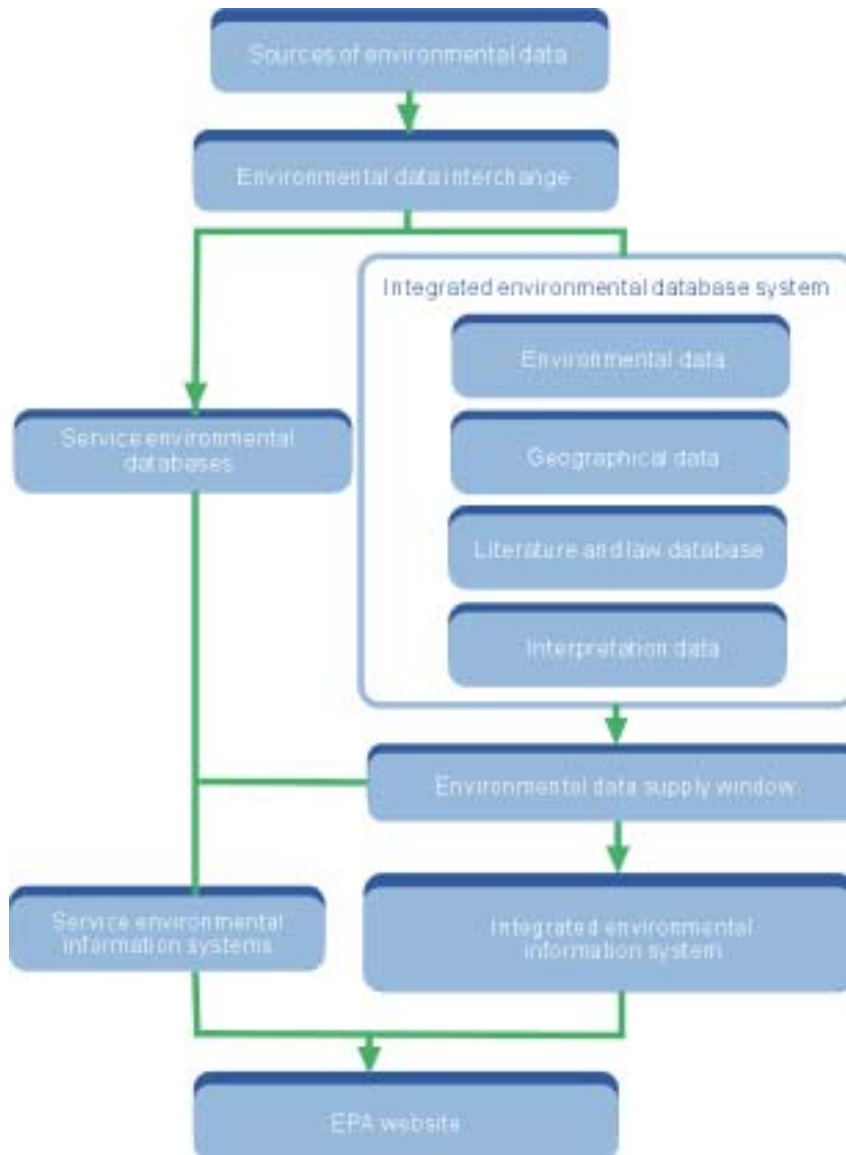 Sources of environmental data
Environmental data interchange
Integrated environmental database system
Environmental data
Geographical data
Literature and law database
Interpretation data
Service environmental
databases
Environmental data supply window
Service environmental
information systems
Integrated environmental
information system
EPA website